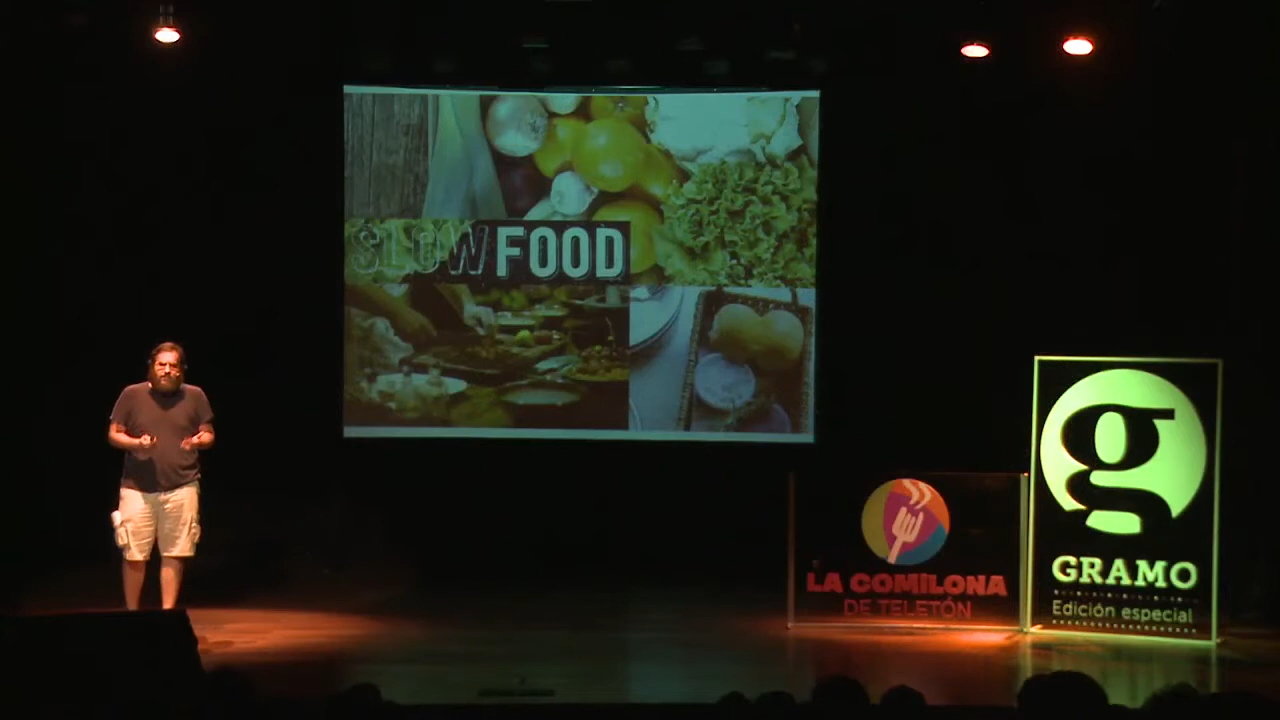 SLOW FOOD
LA COMILONA
DE TELETÓN
g
GRAMO
Edición especial